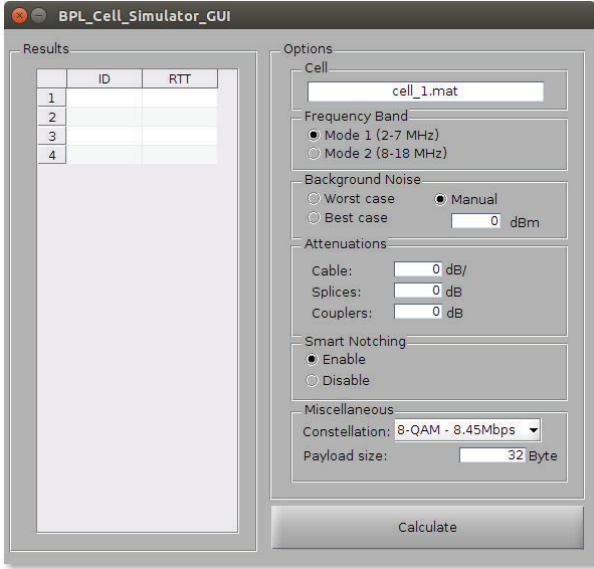 BPL_Cell_Simulator_GUI
Results
ID RTT
1
2
3
4
Options
Cell
cell_1.mat
Frequency Band
Mode 1 (2-7 MHz)
Mode 2 (8-18 MHz)
Background Noise
Worst case Manual
Best case 0 dBm
Attenuations
Cable: 0 dB/
Splices: 0 dB
Couplers: 0 dB
Smart Notching
Enable
Disable
Miscellaneous
Constellation: 8-QAM - 8.45Mbps
Payload size: 32 Byte
Calculate